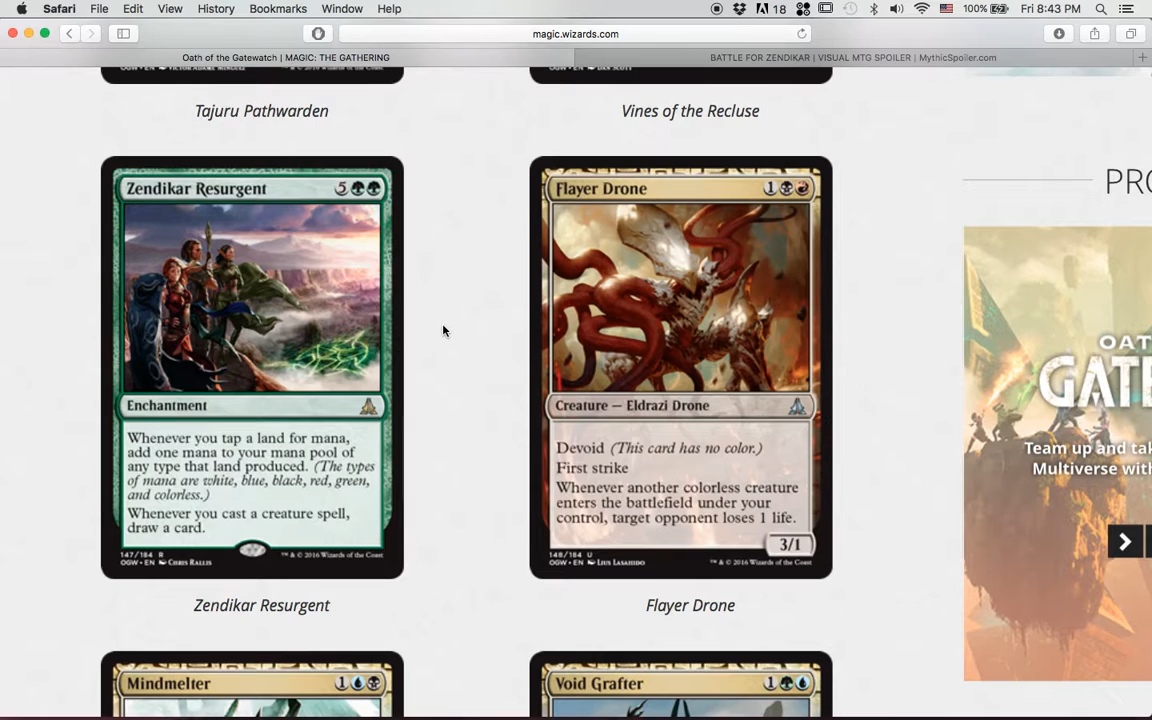 Safari File Edit View History Bookmarks Window Help
18 100% Fri 8:43 PM
magic.wizards.com
Oath of the Gatewatch | MAGIC: THE GATHERING
BATTLE FOR ZENDIKAR | VISUAL MTG SPOILER | MythicSpoiler.com
Tajuru Pathwarden
Vines of the Recluse
Zendikar Resurgent 5
Enchantment
Whenever you tap a land for mana,
add one mana to your mana pool of
any type that land produced. (The types
of mana are white, blue, black, red, green,
and colorless.)
Whenever you cast a creature spell,
draw a card.
147/184 R
OGW • EN CHRIS RALLIS
™ & © 2016 Wizards of the Coast
Zendikar Resurgent
Flayer Drone 1
Creature — Eldrazi Drone
Devoid (This card has no color.)
First strike
Whenever another colorless creature
enters the battlefield under your
control, target opponent loses 1 life.
3/1
148/184 U
OGW • EN LIUS LASAHIDO
™ & © 2016 Wizards of the Coast
Flayer Drone
Mindmelter 1
Void Grafter 1
PRO
OAT
GATE
Team up and tak
Multiverse with